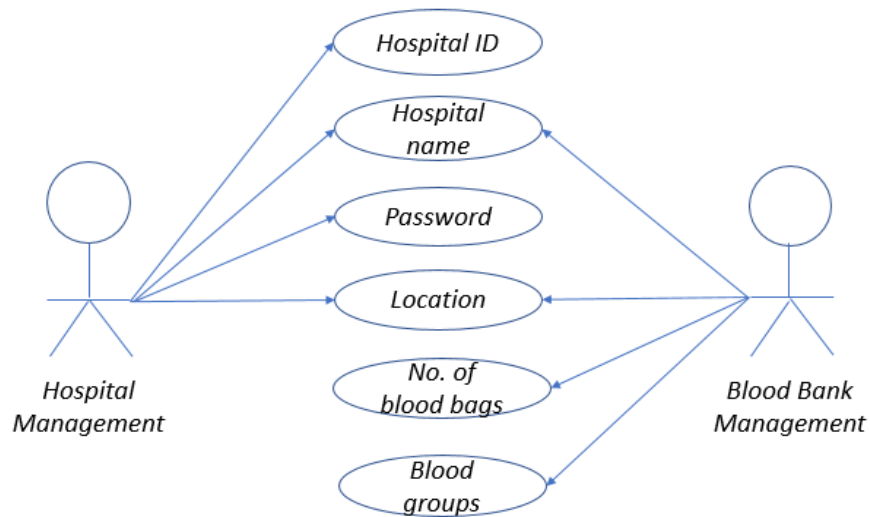 Hospital ID
Hospital
name
Password
Location
No. of
blood bags
Blood
groups
Hospital
Management
Blood Bank
Management